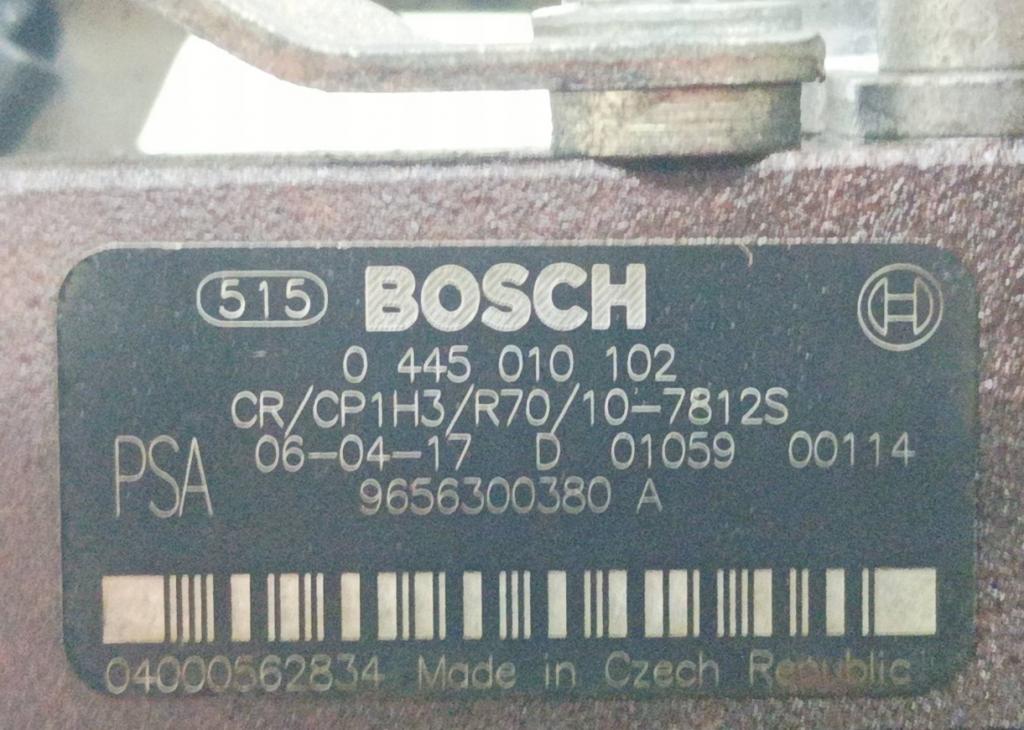 515 BOSCH
0 445 010 102
CR/CP1H3/R70/10-7812S
PSA 06-04-17 D 01059 00114
9656300380 A
04000562834 Made in Czech Republic